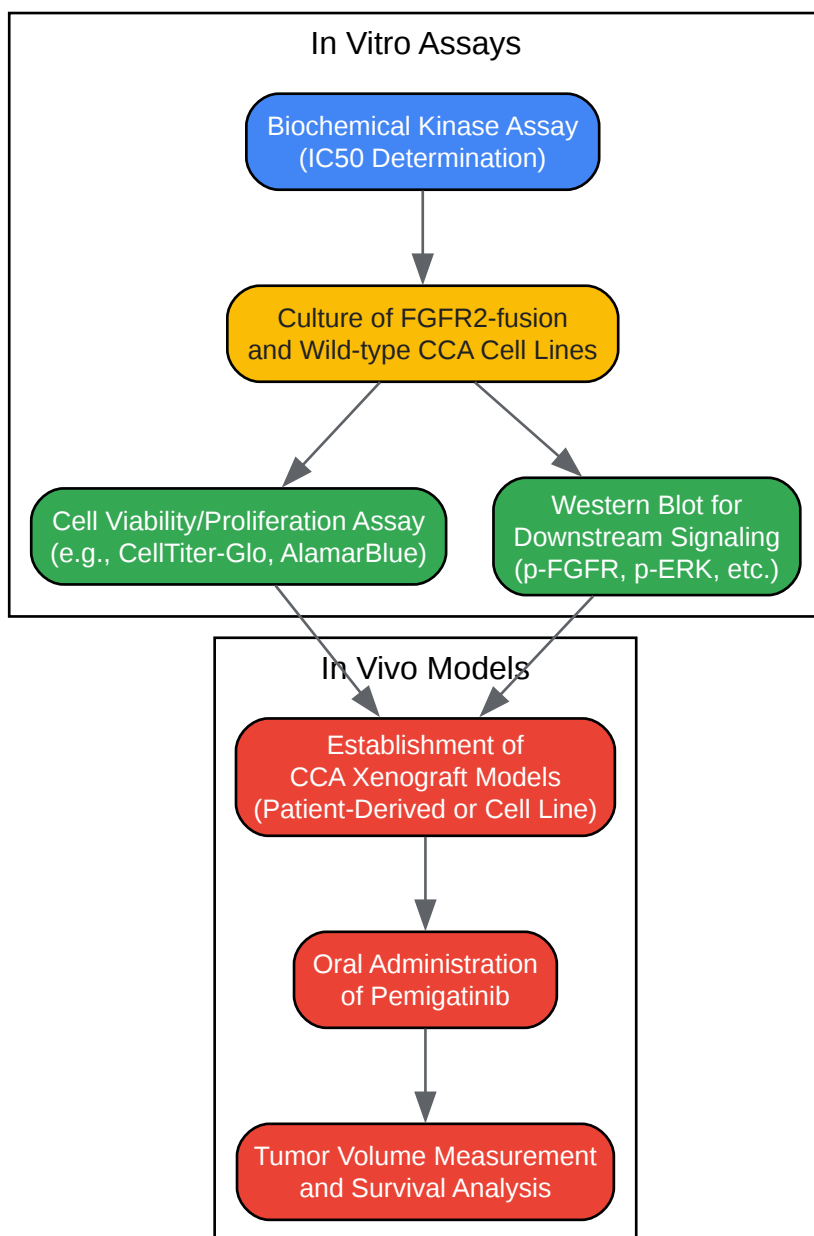 In Vitro Assays
Biochemical Kinase Assay
(IC50 Determination)
Culture of FGFR2-fusion
and Wild-type CCA Cell Lines
Cell Viability/Proliferation Assay
(e.g., CellTiter-Glo, AlamarBlue)
Western Blot for
Downstream Signaling
(p-FGFR, p-ERK, etc.)
In Vivo Models
Establishment of
CCA Xenograft Models
(Patient-Derived or Cell Line)
Oral Administration
of Pemigatinib
Tumor Volume Measurement
and Survival Analysis